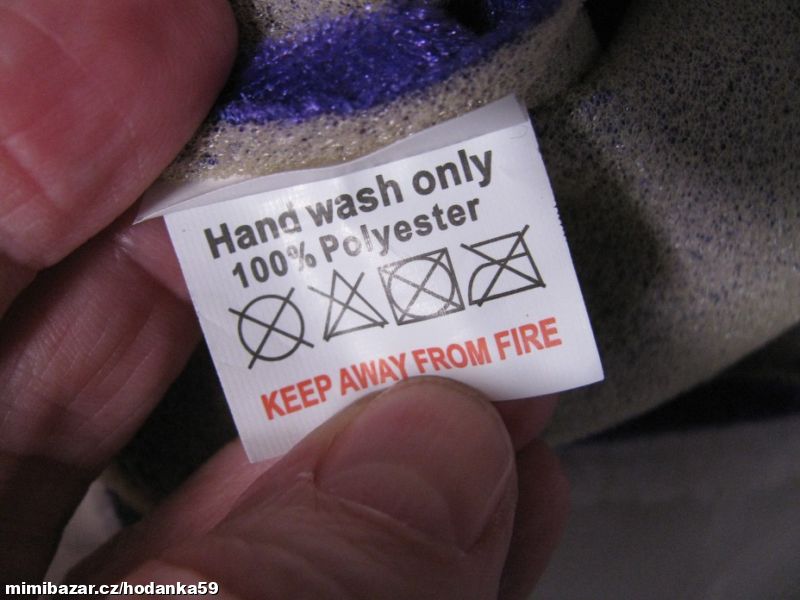 Hand wash only
100% Polyester
KEEP AWAY FROM FIRE
mimibazar.cz/hodanka59